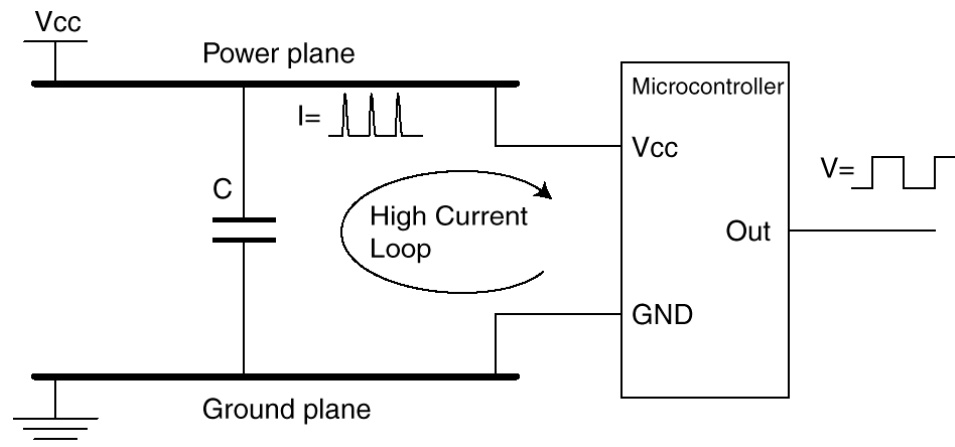 Vcc
Power plane
I=
Microcontroller
Vcc
V=
C
High Current
Loop
Out
GND
Ground plane